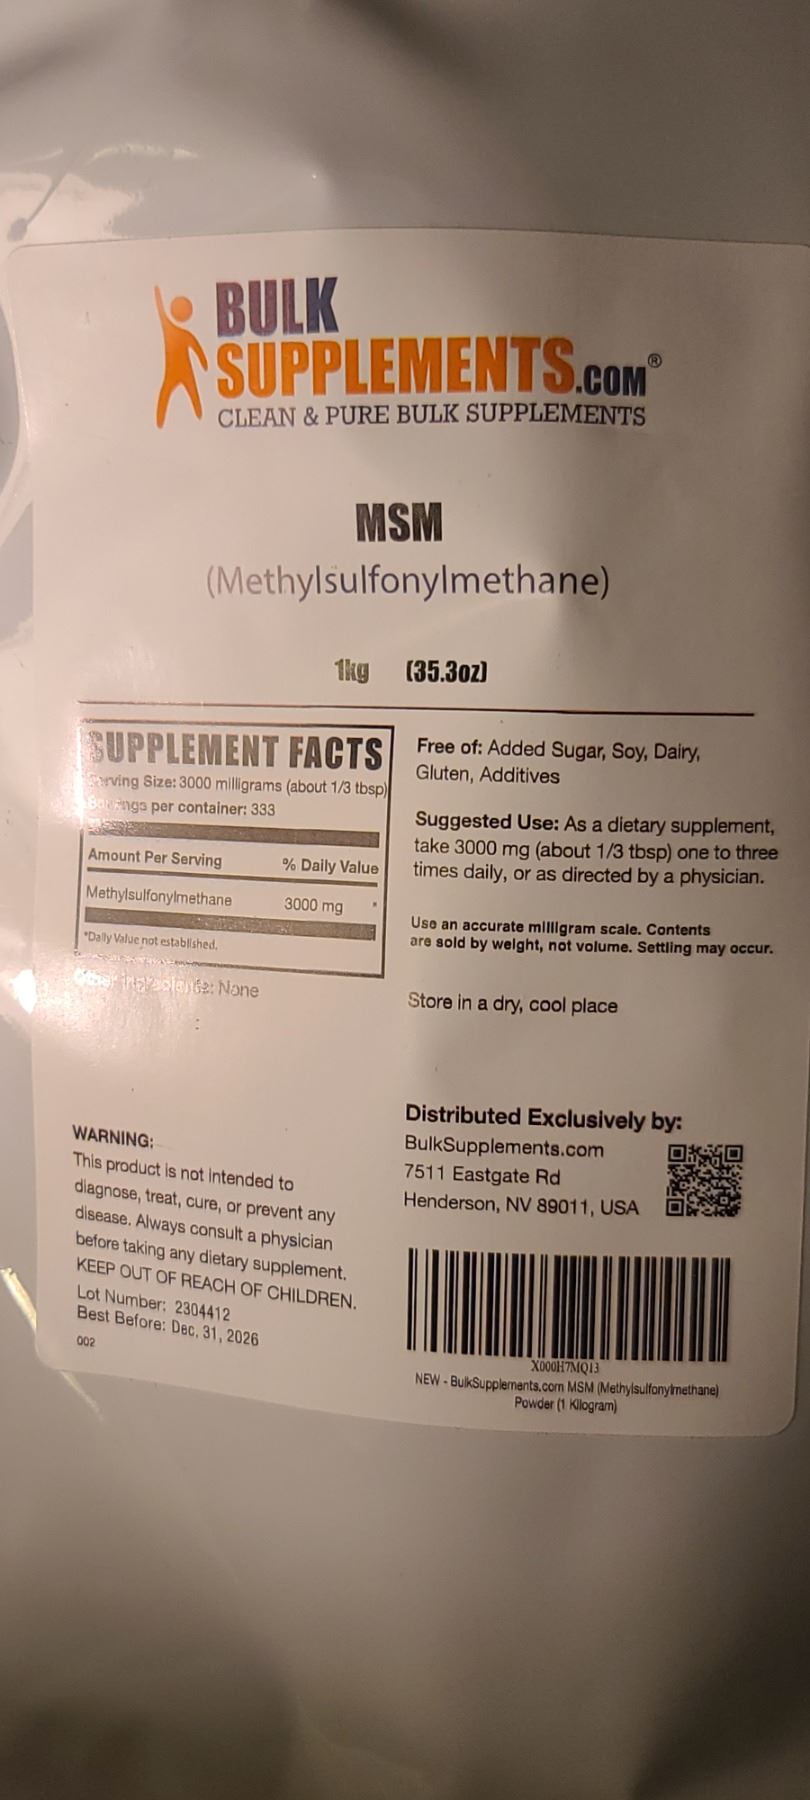 BULK
SUPPLEMENTS.COM®
CLEAN & PURE BULK SUPPLEMENTS
MSM
(Methylsulfonylmethane)
1kg (35.3oz)
SUPPLEMENT FACTS
Serving Size: 3000 milligrams (about 1/3 tbsp)
per container: 333
Amount Per Serving % Daily Value
Methylsulfonylmethane 3000 mg *
*Daily Value not established.
Other ingredients: None
Free of: Added Sugar, Soy, Dairy,
Gluten, Additives
Suggested Use: As a dietary supplement,
take 3000 mg (about 1/3 tbsp) one to three
times daily, or as directed by a physician.
Use an accurate milligram scale. Contents
are sold by weight, not volume. Settling may occur.
Store in a dry, cool place
WARNING:
This product is not intended to
diagnose, treat, cure, or prevent any
disease. Always consult a physician
before taking any dietary supplement.
KEEP OUT OF REACH OF CHILDREN.
Lot Number: 2304412
Best Before: Dec, 31, 2026
002
Distributed Exclusively by:
BulkSupplements.com
7511 Eastgate Rd
Henderson, NV 89011, USA
X000H7MQ13
NEW - BulkSupplements.com MSM (Methylsulfonylmethane)
Powder (1 Kilogram)